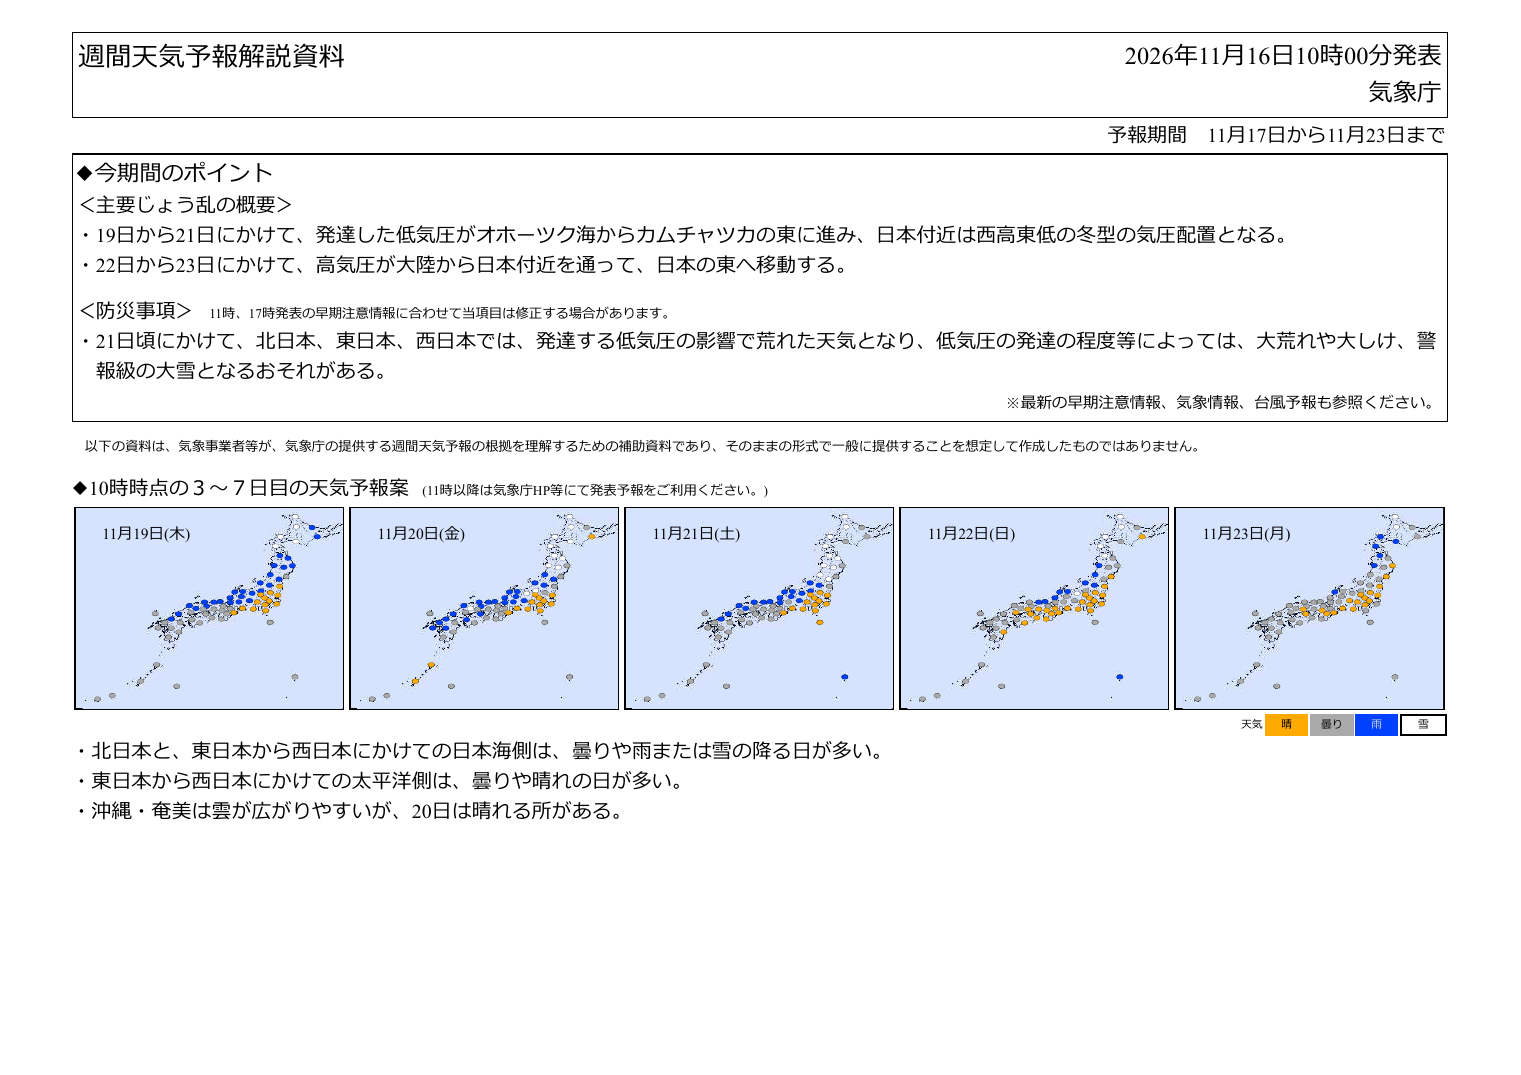 週間天気予報解説資料
2026年11月16日10時00分発表
気象庁
予報期間　11月17日から11月23日まで
◆今期間のポイント
＜主要じょう乱の概要＞
・19日から21日にかけて、発達した低気圧がオホーツク海からカムチャツカの東に進み、日本付近は西高東低の冬型の気圧配置となる。
・22日から23日にかけて、高気圧が大陸から日本付近を通って、日本の東へ移動する。
＜防災事項＞　11時、17時発表の早期注意情報に合わせて当項目は修正する場合があります。
・21日頃にかけて、北日本、東日本、西日本では、発達する低気圧の影響で荒れた天気となり、低気圧の発達の程度等によっては、大荒れや大しけ、警
報級の大雪となるおそれがある。
※最新の早期注意情報、気象情報、台風予報も参照ください。
以下の資料は、気象事業者等が、気象庁の提供する週間天気予報の根拠を理解するための補助資料であり、そのままの形式で一般に提供することを想定して作成したものではありません。
◆10時時点の３～７日目の天気予報案　(11時以降は気象庁HP等にて発表予報をご利用ください。)
11月19日(木)
11月20日(金)
11月21日(土)
11月22日(日)
11月23日(月)
天気　晴　曇り　雨　雪
・北日本と、東日本から西日本にかけての日本海側は、曇りや雨または雪の降る日が多い。
・東日本から西日本にかけての太平洋側は、曇りや晴れの日が多い。
・沖縄・奄美は雲が広がりやすいが、20日は晴れる所がある。